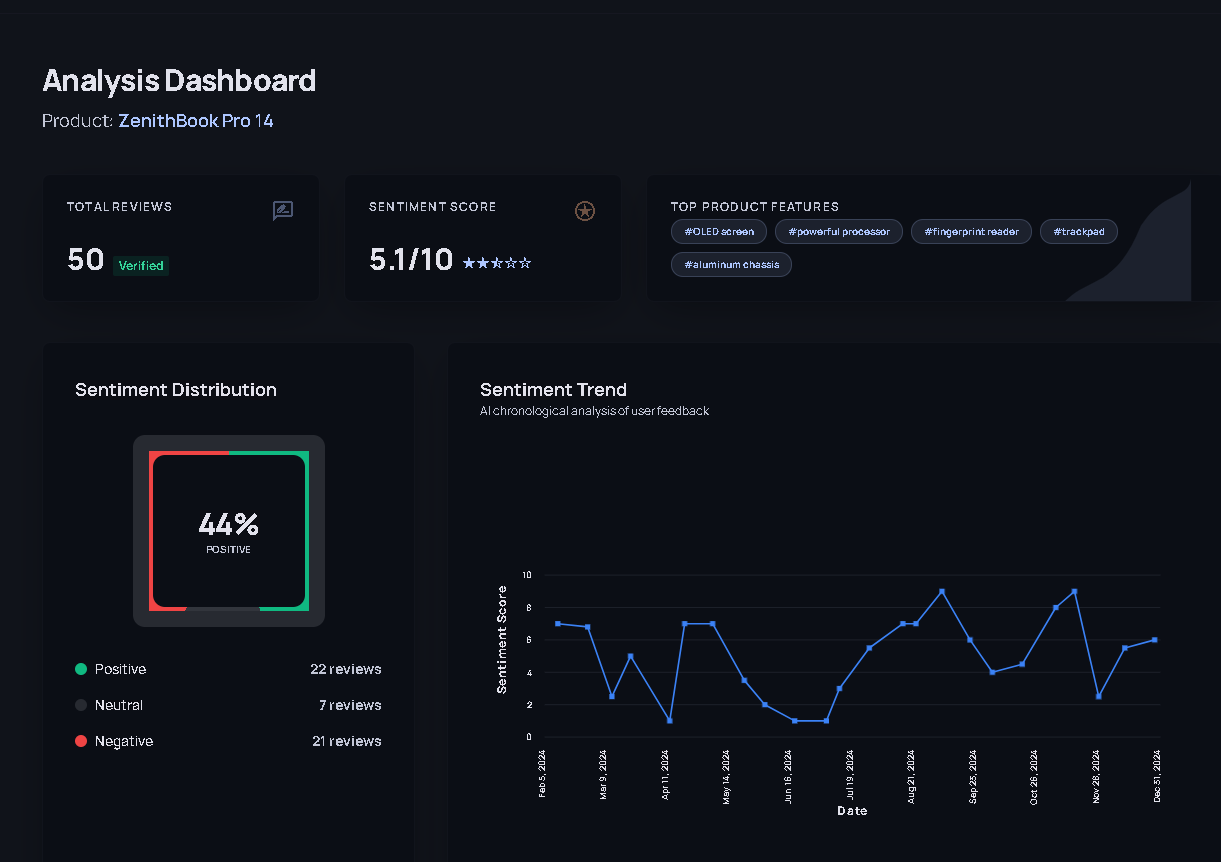 Analysis Dashboard
Product: ZenithBook Pro 14
TOTAL REVIEWS
50 Verified
SENTIMENT SCORE
5.1/10
TOP PRODUCT FEATURES
#OLED screen #powerful processor #fingerprint reader #trackpad
#aluminum chassis
Sentiment Distribution
44%
POSITIVE
Positive 22 reviews
Neutral 7 reviews
Negative 21 reviews
Sentiment Trend
AI chronological analysis of user feedback
Sentiment Score
10
8
6
4
2
0
Feb 5, 2024
Mar 9, 2024
Apr 11, 2024
May 14, 2024
Jun 16, 2024
Jul 19, 2024
Aug 21, 2024
Sep 23, 2024
Oct 26, 2024
Nov 28, 2024
Dec 31, 2024
Date